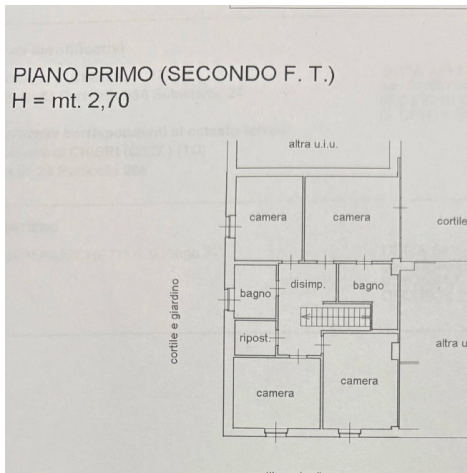 PIANO PRIMO (SECONDO F. T.)
H = mt. 2,70
altra u.i.u.
camera
camera
cortile
disimp.
bagno
bagno
cortile e giardino
ripost.
altra u
camera
camera